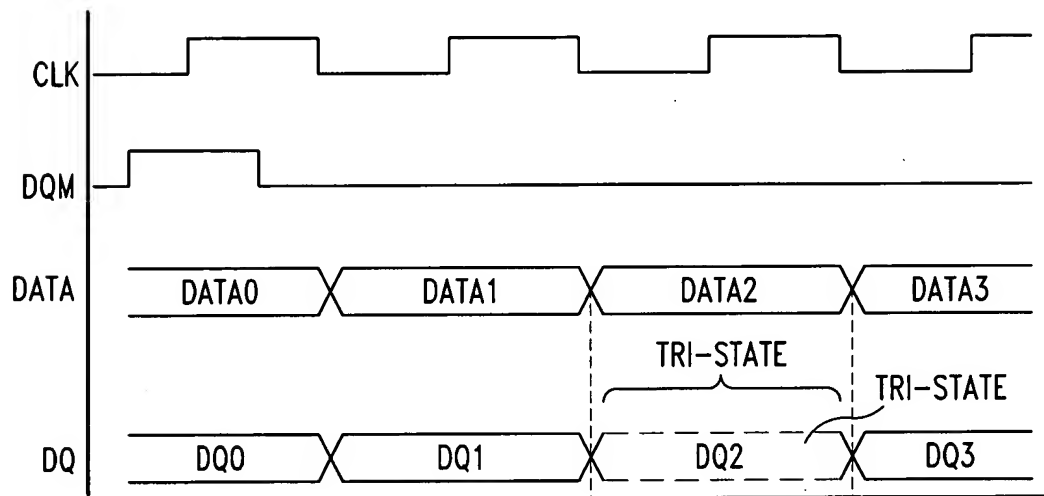 CLK
DQM
DATA DATA0 DATA1 DATA2 DATA3
TRI-STATE
TRI-STATE
DQ DQ0 DQ1 DQ2 DQ3